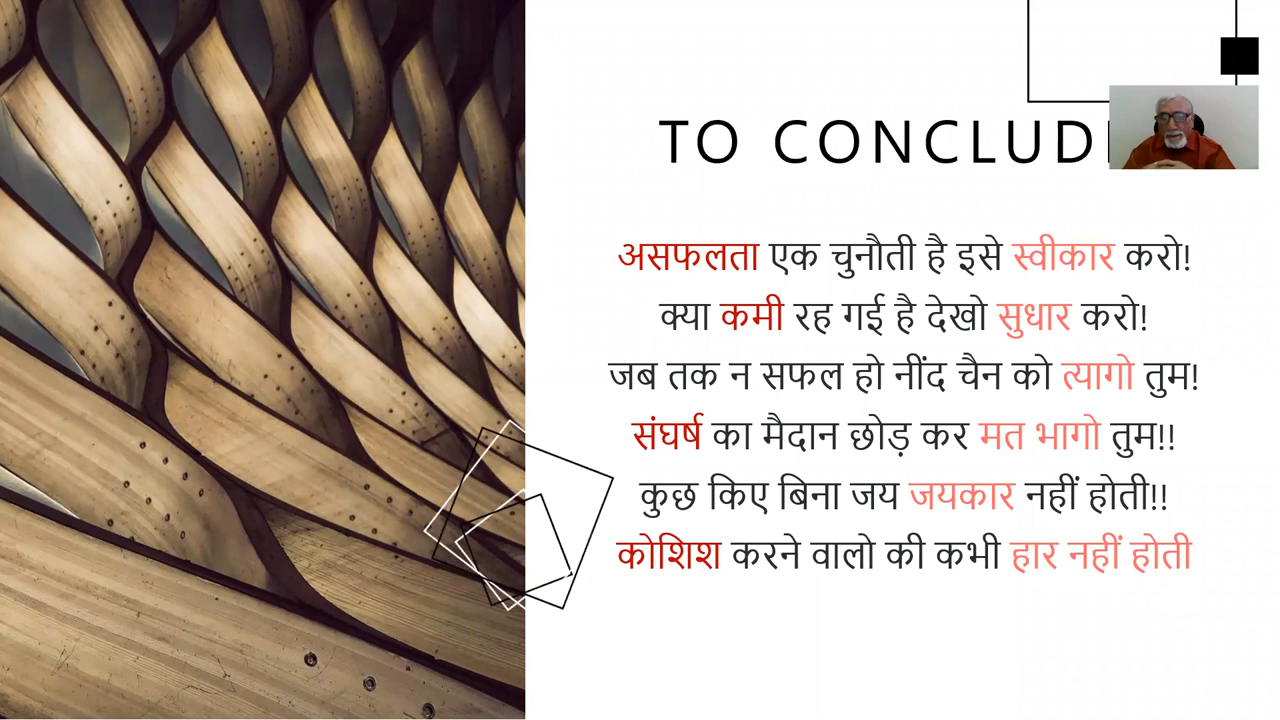 TO CONCLUD
असफलता एक चुनौती है इसे स्वीकार करो!
क्या कमी रह गई है देखो सुधार करो!
जब तक न सफल हो नींद चैन को त्यागो तुम!
संघर्ष का मैदान छोड़ कर मत भागो तुम!!
कुछ किए बिना जय जयकार नहीं होती!!
कोशिश करने वालो की कभी हार नहीं होती